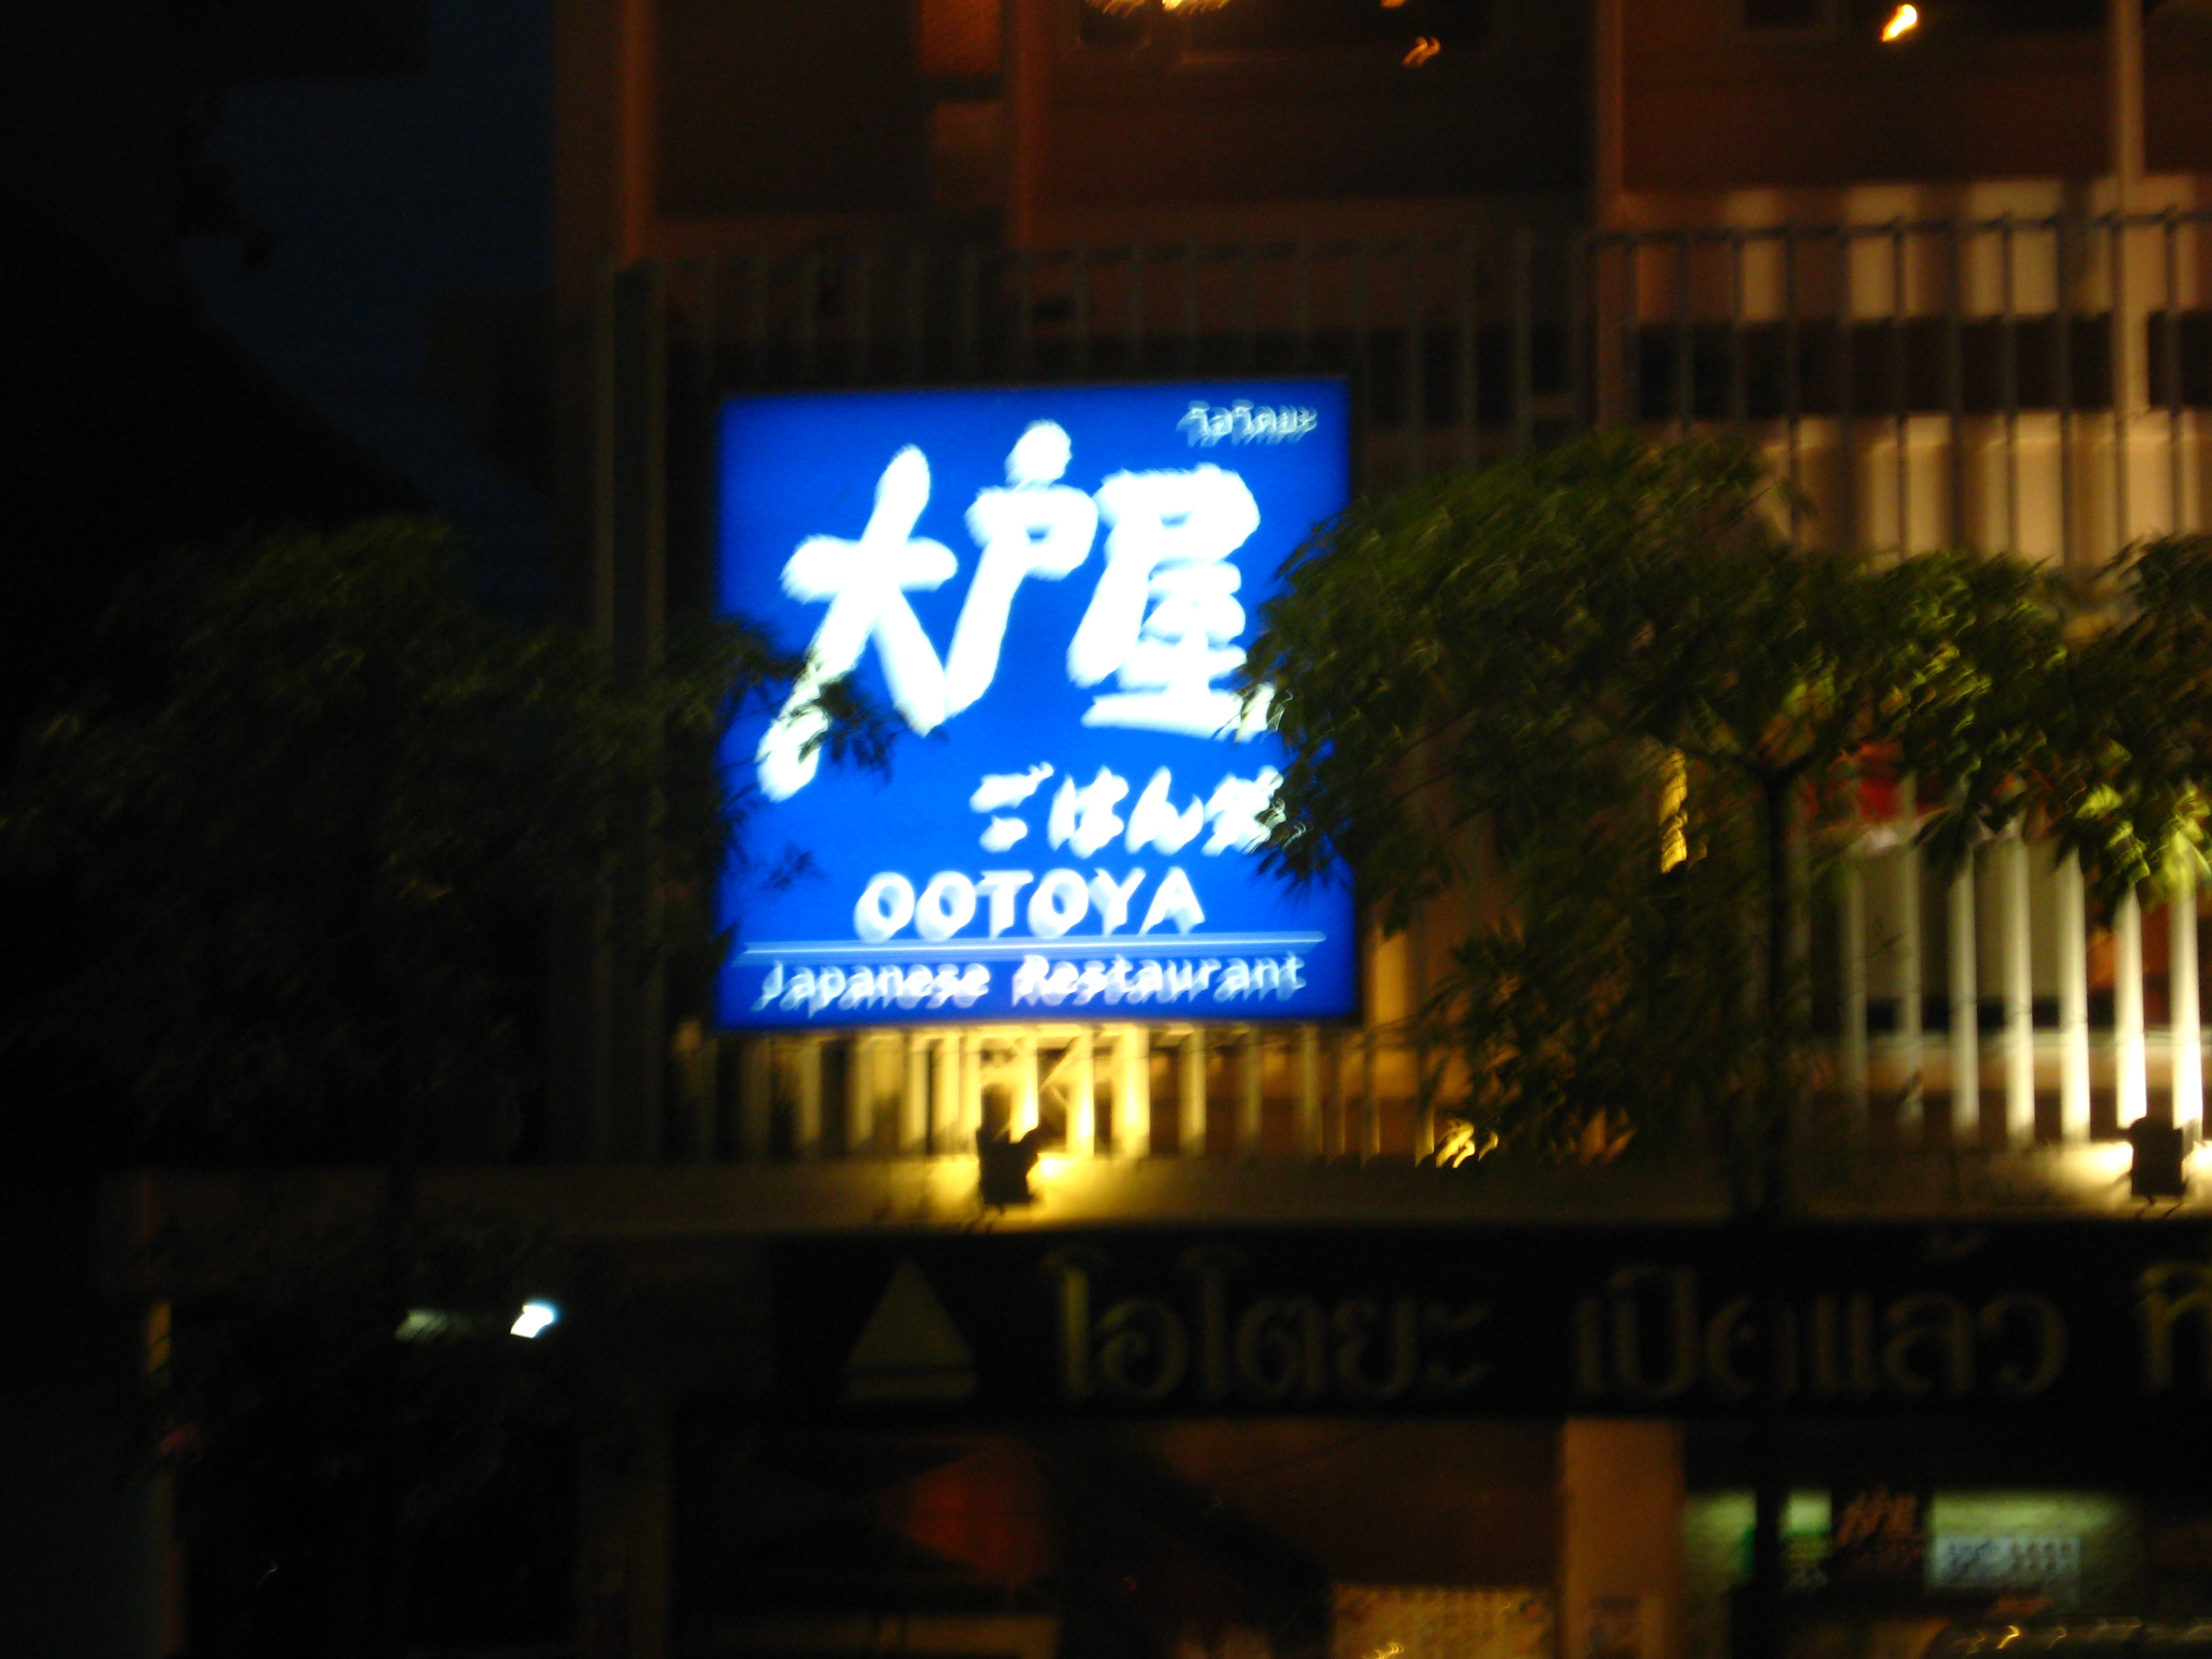 โอโตยะ
大戸屋
ごはん処
OOTOYA
Japanese Restaurant
โอโตยะ เปิดแล้ว ที่